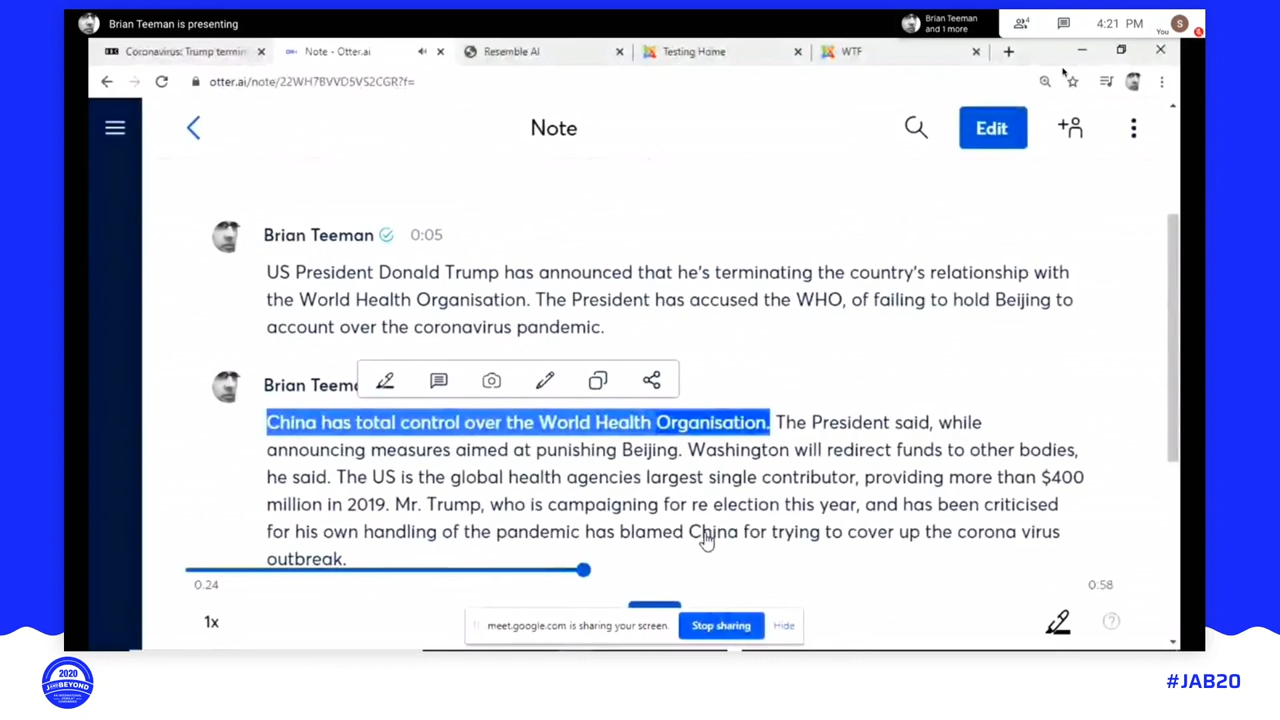 Brian Teeman is presenting
Brian Teeman
and 1 more
4
4:21 PM
You
S
Coronavirus: Trump termin
Note - Otter.ai
Resemble AI
Testing Home
WTF
otter.ai/note/22WH7BVVD5VS2CGR?f=
Note
Edit
Brian Teeman 0:05
US President Donald Trump has announced that he's terminating the country's relationship with
the World Health Organisation. The President has accused the WHO, of failing to hold Beijing to
account over the coronavirus pandemic.
Brian Teema
China has total control over the World Health Organisation. The President said, while
announcing measures aimed at punishing Beijing. Washington will redirect funds to other bodies,
he said. The US is the global health agencies largest single contributor, providing more than $400
million in 2019. Mr. Trump, who is campaigning for re election this year, and has been criticised
for his own handling of the pandemic has blamed China for trying to cover up the corona virus
outbreak.
0:24
0:58
1x
meet.google.com is sharing your screen.
Stop sharing
Hide
2020
J AND BEYOND
#JAB20